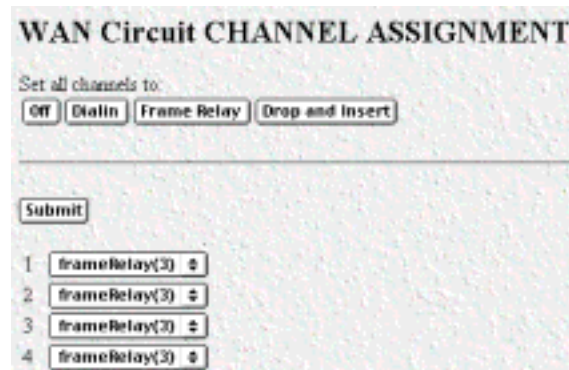 WAN Circuit CHANNEL ASSIGNMENT
Set all channels to:
Off Dialin Frame Relay Drop and Insert
Submit
1 frameRelay(3)
2 frameRelay(3)
3 frameRelay(3)
4 frameRelay(3)